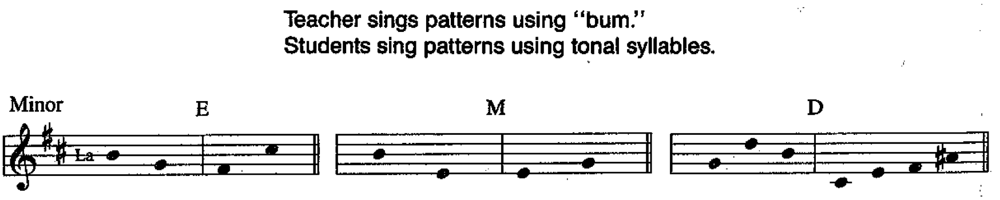 Teacher sings patterns using “bum.”
Students sing patterns using tonal syllables.
Minor E M D
La